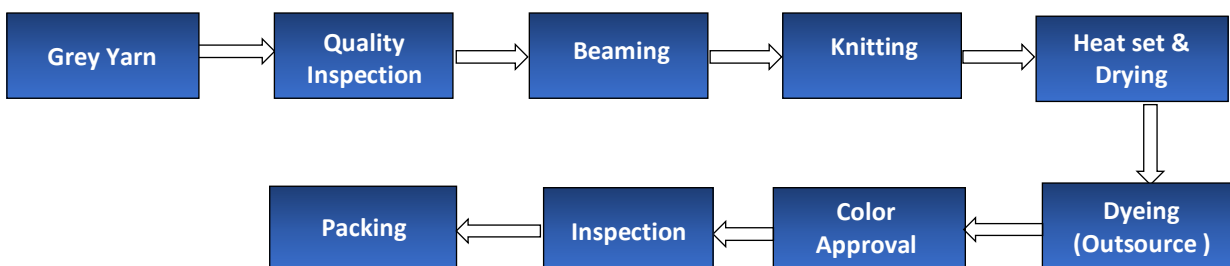 Grey Yarn
Quality
Inspection
Beaming
Knitting
Heat set &
Drying
Dyeing
(Outsource )
Color
Approval
Inspection
Packing